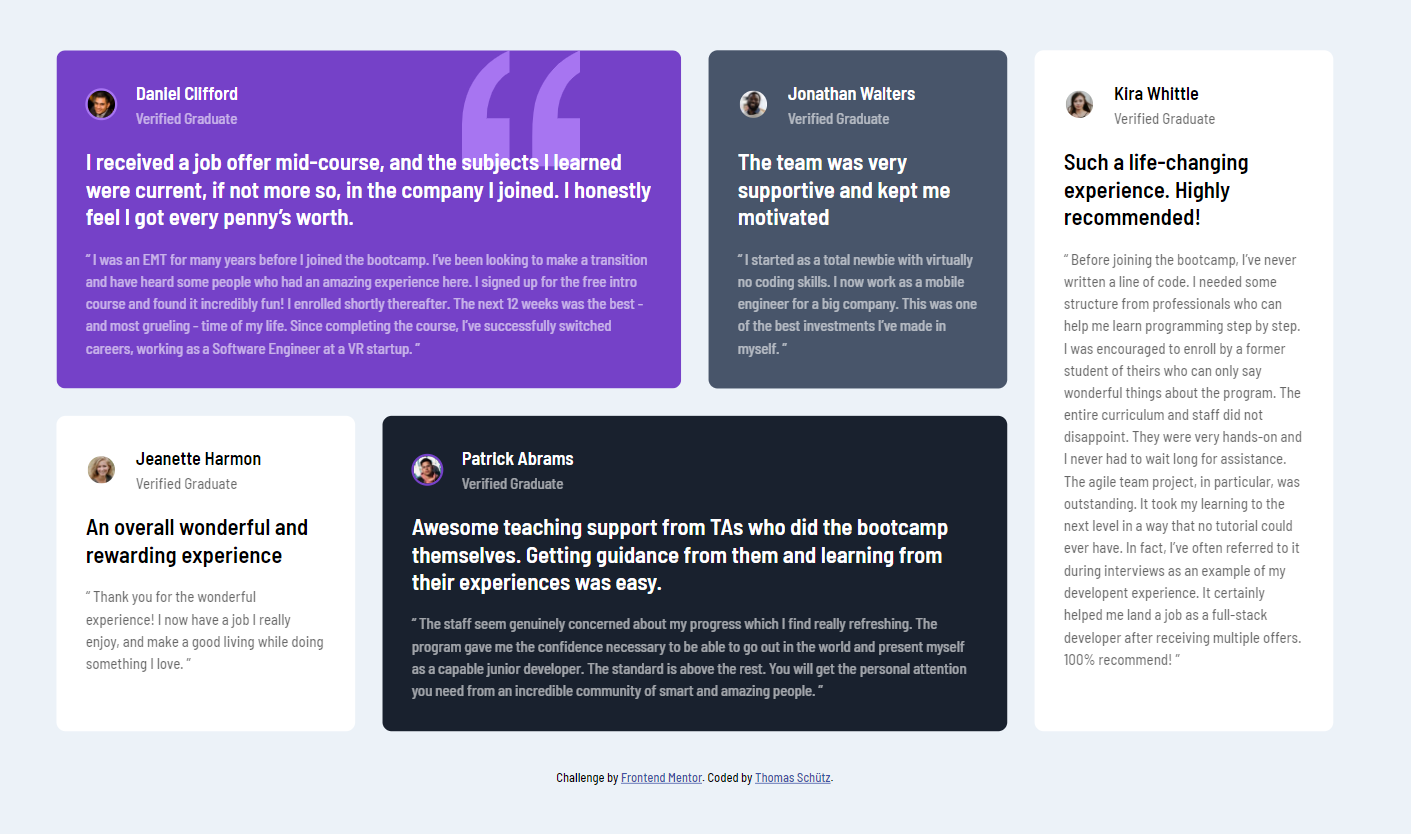 Daniel Clifford
Verified Graduate
I received a job offer mid-course, and the subjects I learned
were current, if not more so, in the company I joined. I honestly
feel I got every penny’s worth.
“ I was an EMT for many years before I joined the bootcamp. I’ve been looking to make a transition
and have heard some people who had an amazing experience here. I signed up for the free intro
course and found it incredibly fun! I enrolled shortly thereafter. The next 12 weeks was the best -
and most grueling - time of my life. Since completing the course, I’ve successfully switched
careers, working as a Software Engineer at a VR startup. ”
Jonathan Walters
Verified Graduate
The team was very
supportive and kept me
motivated
“ I started as a total newbie with virtually
no coding skills. I now work as a mobile
engineer for a big company. This was one
of the best investments I’ve made in
myself. ”
Kira Whittle
Verified Graduate
Such a life-changing
experience. Highly
recommended!
“ Before joining the bootcamp, I’ve never
written a line of code. I needed some
structure from professionals who can
help me learn programming step by step.
I was encouraged to enroll by a former
student of theirs who can only say
wonderful things about the program. The
entire curriculum and staff did not
disappoint. They were very hands-on and
I never had to wait long for assistance.
The agile team project, in particular, was
outstanding. It took my learning to the
next level in a way that no tutorial could
ever have. In fact, I’ve often referred to it
during interviews as an example of my
developent experience. It certainly
helped me land a job as a full-stack
developer after receiving multiple offers.
100% recommend! ”
Jeanette Harmon
Verified Graduate
An overall wonderful and
rewarding experience
“ Thank you for the wonderful
experience! I now have a job I really
enjoy, and make a good living while doing
something I love. ”
Patrick Abrams
Verified Graduate
Awesome teaching support from TAs who did the bootcamp
themselves. Getting guidance from them and learning from
their experiences was easy.
“ The staff seem genuinely concerned about my progress which I find really refreshing. The
program gave me the confidence necessary to be able to go out in the world and present myself
as a capable junior developer. The standard is above the rest. You will get the personal attention
you need from an incredible community of smart and amazing people. ”
Challenge by Frontend Mentor. Coded by Thomas Schütz.